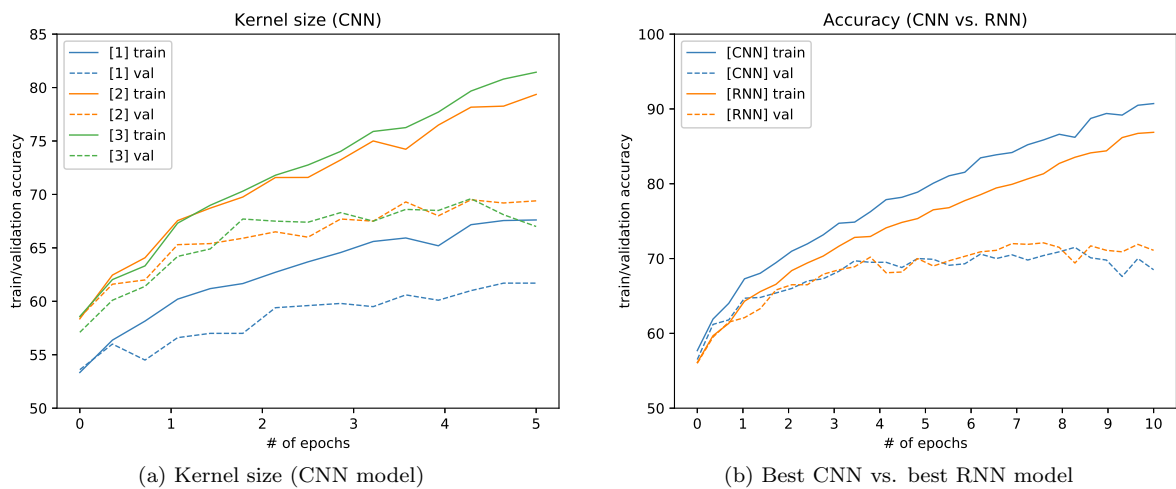 Kernel size (CNN)
85
80
75
70
65
60
55
50
train/validation accuracy
[1] train
[1] val
[2] train
[2] val
[3] train
[3] val
0 1 2 3 4 5
# of epochs
(a) Kernel size (CNN model)
Accuracy (CNN vs. RNN)
100
90
80
70
60
50
train/validation accuracy
[CNN] train
[CNN] val
[RNN] train
[RNN] val
0 1 2 3 4 5 6 7 8 9 10
# of epochs
(b) Best CNN vs. best RNN model